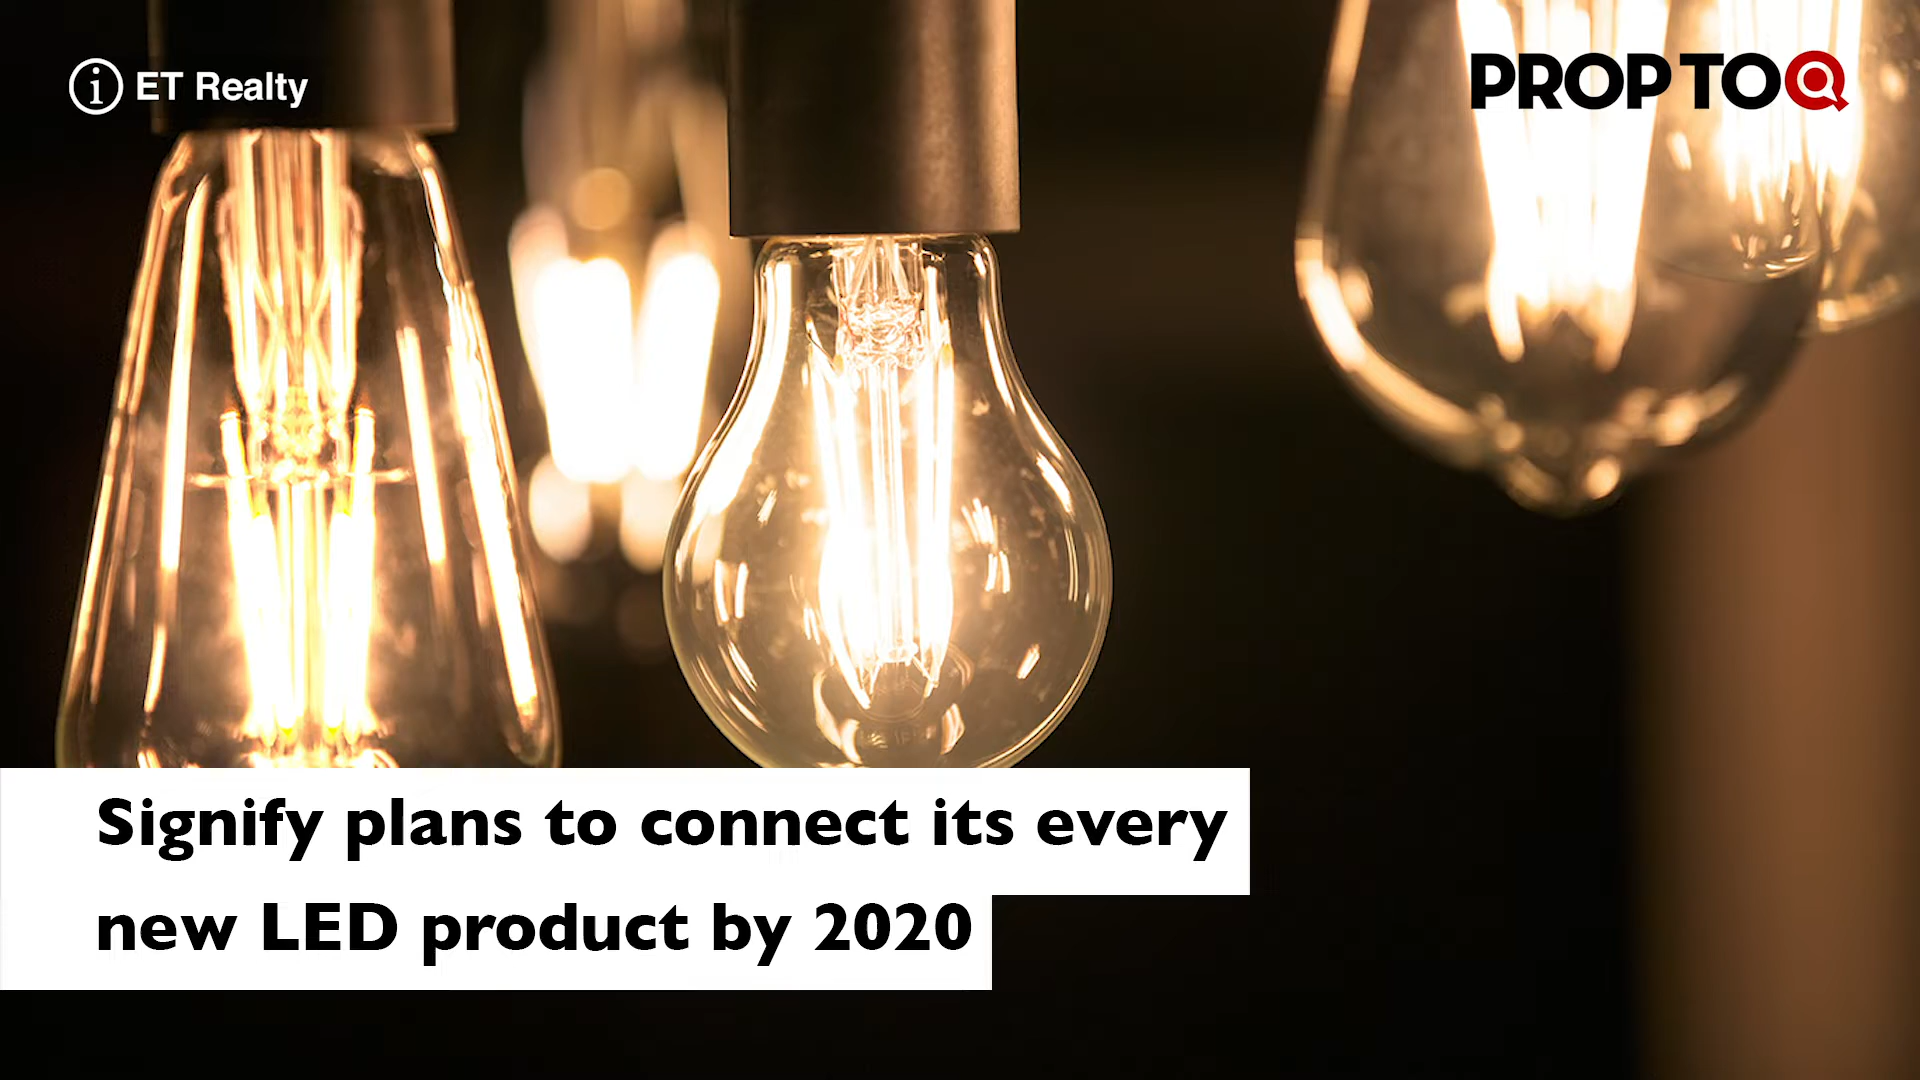 ET Realty
PROPTOQ
Signify plans to connect its every
new LED product by 2020